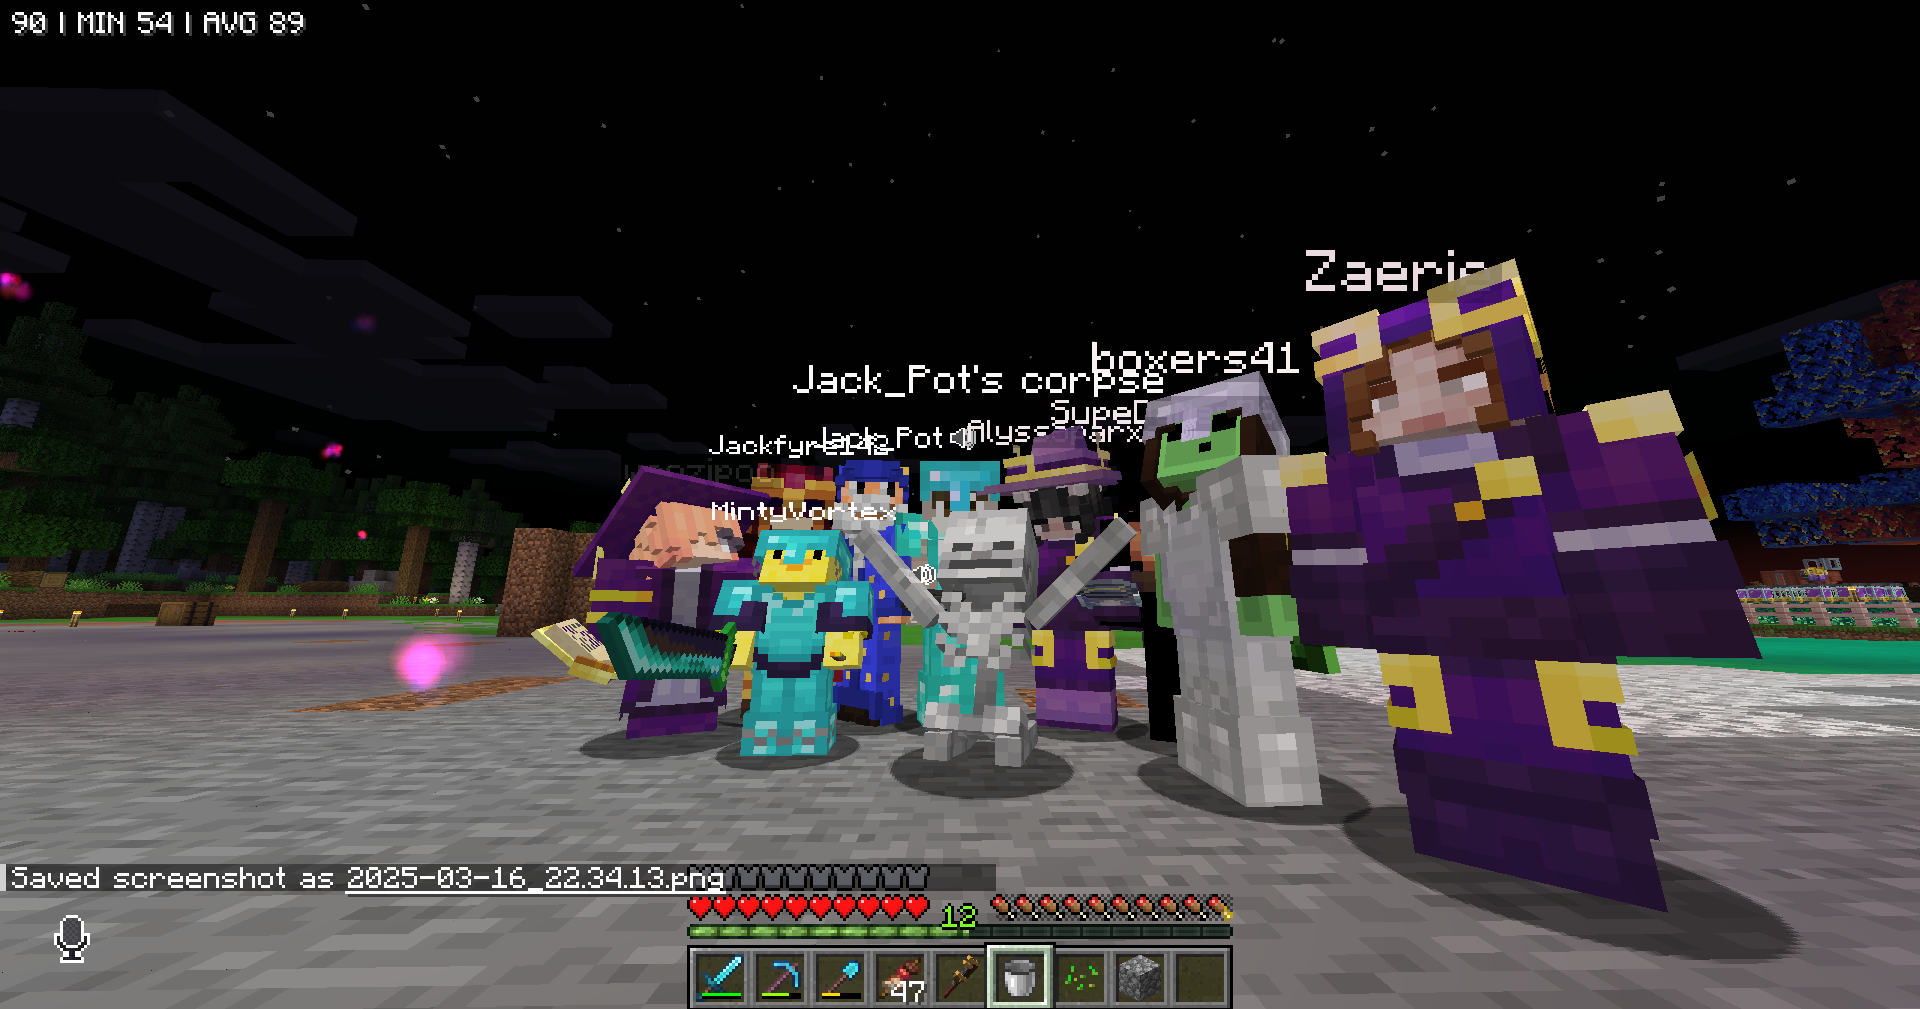 90 | MIN 54 | AVG 89
Zaeric
boxers41
Jack_Pot's corpse
Jack_Pot
MintyVortex
Saved screenshot as 2025-03-16_22.34.13.png
12
47